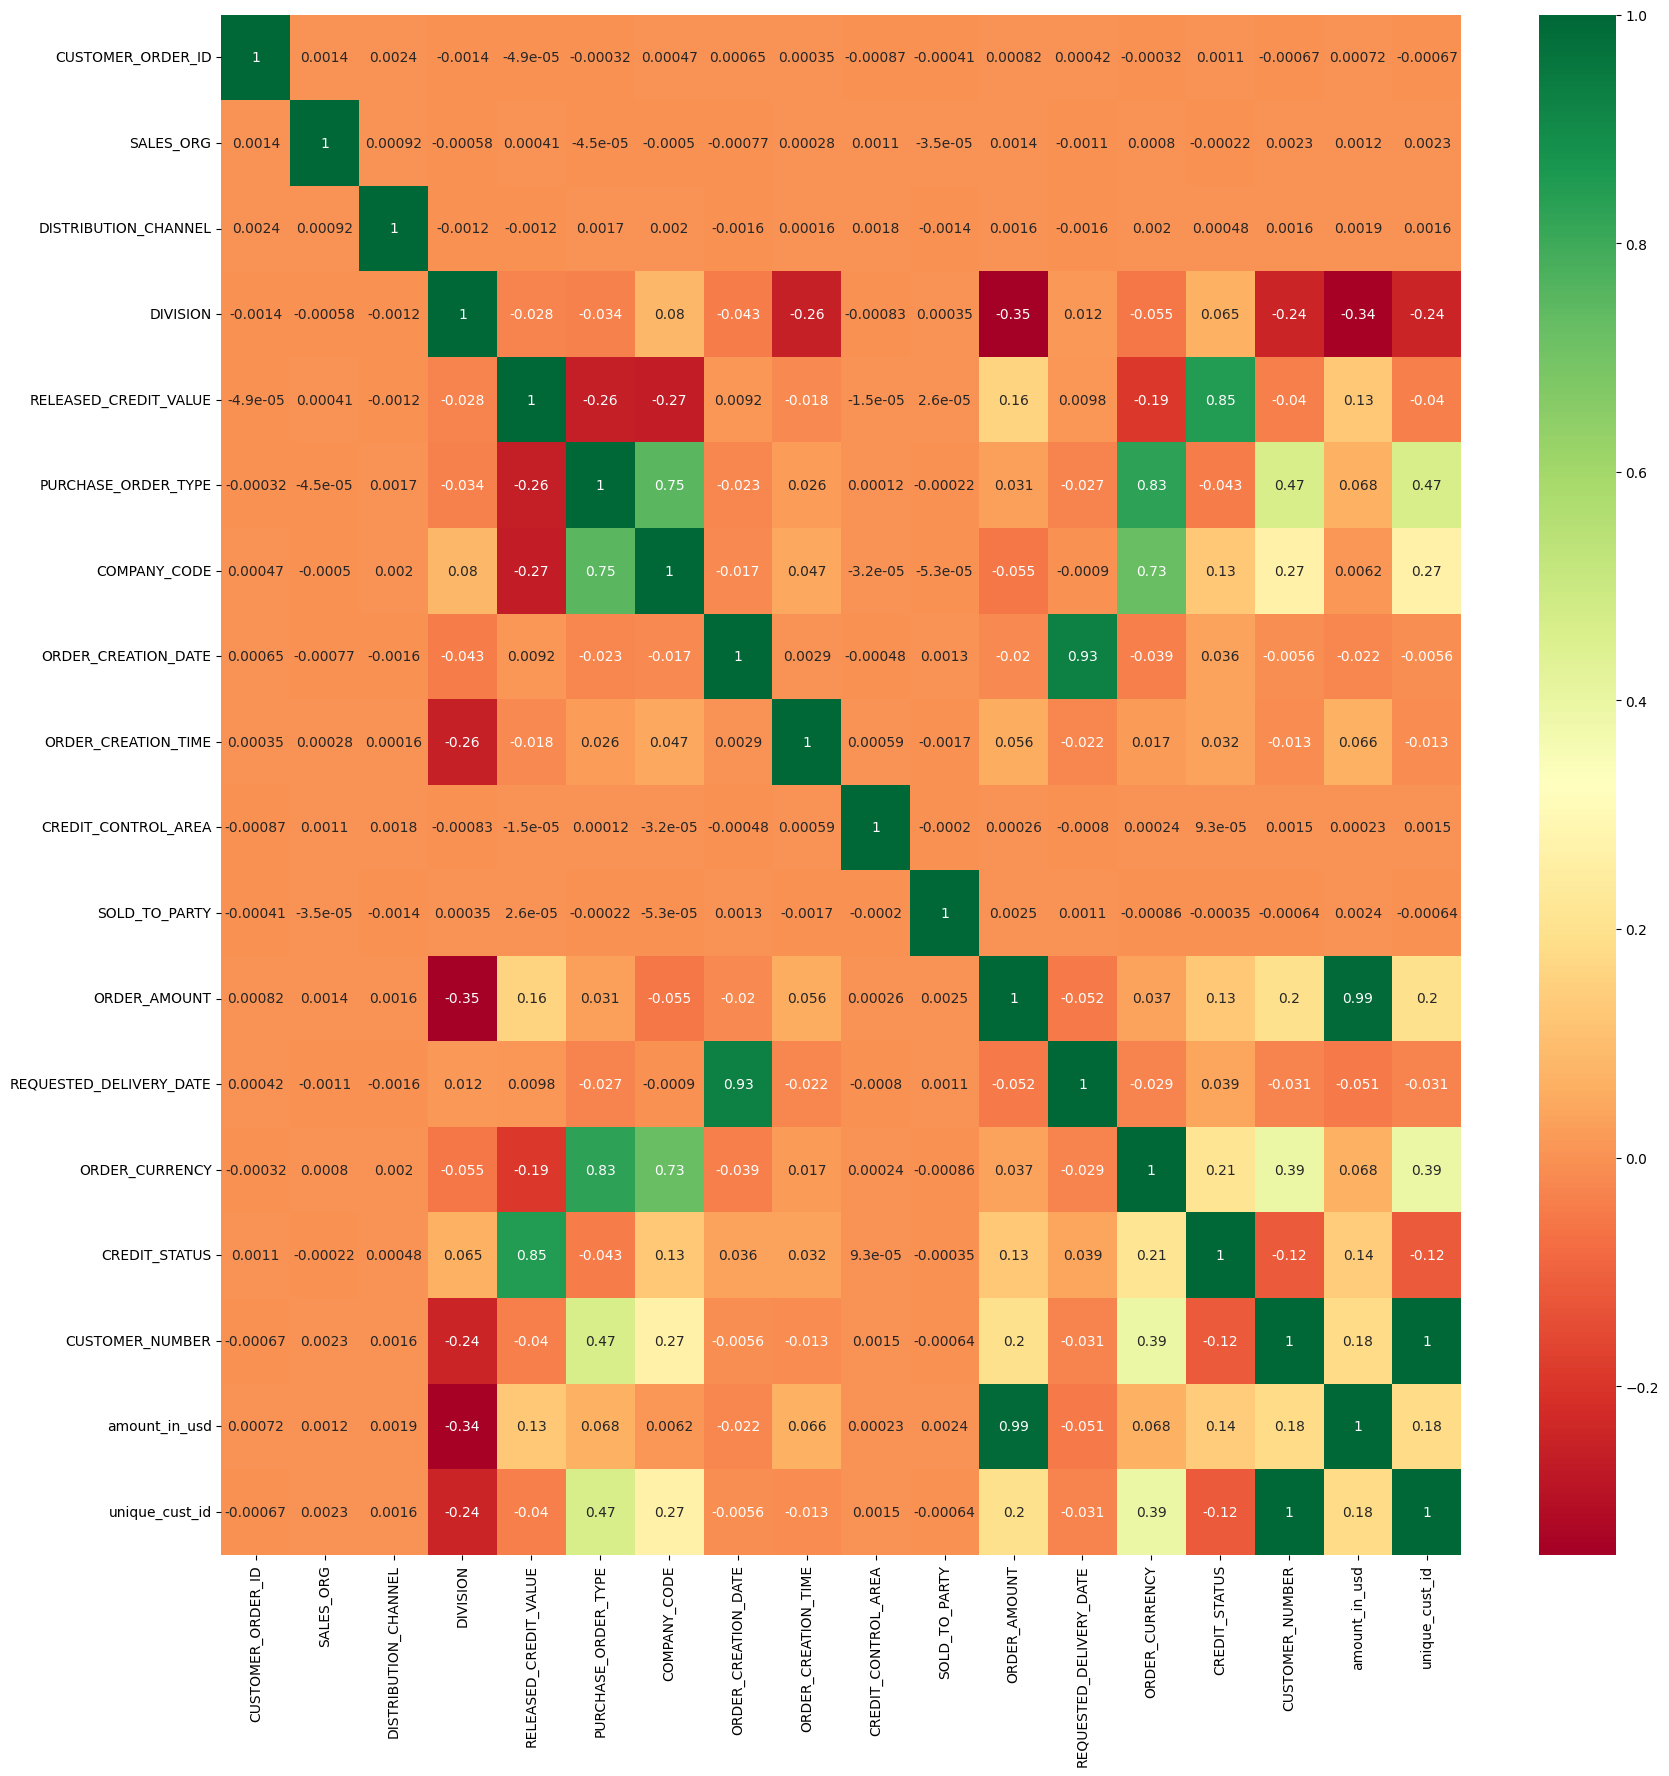 CUSTOMER_ORDER_ID 1 0.0014 0.0024 -0.0014 -4.9e-05 -0.00032 0.00047 0.00065 0.00035 -0.00087 -0.00041 0.00082 0.00042 -0.00032 0.0011 -0.00067 0.00072 -0.00067
SALES_ORG 0.0014 1 0.00092 -0.00058 0.00041 -4.5e-05 -0.0005 -0.00077 0.00028 0.0011 -3.5e-05 0.0014 -0.0011 0.0008 -0.00022 0.0023 0.0012 0.0023
DISTRIBUTION_CHANNEL 0.0024 0.00092 1 -0.0012 -0.0012 0.0017 0.002 -0.0016 0.00016 0.0018 -0.0014 0.0016 -0.0016 0.002 0.00048 0.0016 0.0019 0.0016
DIVISION -0.0014 -0.00058 -0.0012 1 -0.028 -0.034 0.08 -0.043 -0.26 -0.00083 0.00035 -0.35 0.012 -0.055 0.065 -0.24 -0.34 -0.24
RELEASED_CREDIT_VALUE -4.9e-05 0.00041 -0.0012 -0.028 1 -0.26 -0.27 0.0092 -0.018 -1.5e-05 2.6e-05 0.16 0.0098 -0.19 0.85 -0.04 0.13 -0.04
PURCHASE_ORDER_TYPE -0.00032 -4.5e-05 0.0017 -0.034 -0.26 1 0.75 -0.023 0.026 0.00012 -0.00022 0.031 -0.027 0.83 -0.043 0.47 0.068 0.47
COMPANY_CODE 0.00047 -0.0005 0.002 0.08 -0.27 0.75 1 -0.017 0.047 -3.2e-05 -5.3e-05 -0.055 -0.0009 0.73 0.13 0.27 0.0062 0.27
ORDER_CREATION_DATE 0.00065 -0.00077 -0.0016 -0.043 0.0092 -0.023 -0.017 1 0.0029 -0.00048 0.0013 -0.02 0.93 -0.039 0.036 -0.0056 -0.022 -0.0056
ORDER_CREATION_TIME 0.00035 0.00028 0.00016 -0.26 -0.018 0.026 0.047 0.0029 1 0.00059 -0.0017 0.056 -0.022 0.017 0.032 -0.013 0.066 -0.013
CREDIT_CONTROL_AREA -0.00087 0.0011 0.0018 -0.00083 -1.5e-05 0.00012 -3.2e-05 -0.00048 0.00059 1 -0.0002 0.00026 -0.0008 0.00024 9.3e-05 0.0015 0.00023 0.0015
SOLD_TO_PARTY -0.00041 -3.5e-05 -0.0014 0.00035 2.6e-05 -0.00022 -5.3e-05 0.0013 -0.0017 -0.0002 1 0.0025 0.0011 -0.00086 -0.00035 -0.00064 0.0024 -0.00064
ORDER_AMOUNT 0.00082 0.0014 0.0016 -0.35 0.16 0.031 -0.055 -0.02 0.056 0.00026 0.0025 1 -0.052 0.037 0.13 0.2 0.99 0.2
REQUESTED_DELIVERY_DATE 0.00042 -0.0011 -0.0016 0.012 0.0098 -0.027 -0.0009 0.93 -0.022 -0.0008 0.0011 -0.052 1 -0.029 0.039 -0.031 -0.051 -0.031
ORDER_CURRENCY -0.00032 0.0008 0.002 -0.055 -0.19 0.83 0.73 -0.039 0.017 0.00024 -0.00086 0.037 -0.029 1 0.21 0.39 0.068 0.39
CREDIT_STATUS 0.0011 -0.00022 0.00048 0.065 0.85 -0.043 0.13 0.036 0.032 9.3e-05 -0.00035 0.13 0.039 0.21 1 -0.12 0.14 -0.12
CUSTOMER_NUMBER -0.00067 0.0023 0.0016 -0.24 -0.04 0.47 0.27 -0.0056 -0.013 0.0015 -0.00064 0.2 -0.031 0.39 -0.12 1 0.18 1
amount_in_usd 0.00072 0.0012 0.0019 -0.34 0.13 0.068 0.0062 -0.022 0.066 0.00023 0.0024 0.99 -0.051 0.068 0.14 0.18 1 0.18
unique_cust_id -0.00067 0.0023 0.0016 -0.24 -0.04 0.47 0.27 -0.0056 -0.013 0.0015 -0.00064 0.2 -0.031 0.39 -0.12 1 0.18 1
CUSTOMER_ORDER_ID
SALES_ORG
DISTRIBUTION_CHANNEL
DIVISION
RELEASED_CREDIT_VALUE
PURCHASE_ORDER_TYPE
COMPANY_CODE
ORDER_CREATION_DATE
ORDER_CREATION_TIME
CREDIT_CONTROL_AREA
SOLD_TO_PARTY
ORDER_AMOUNT
REQUESTED_DELIVERY_DATE
ORDER_CURRENCY
CREDIT_STATUS
CUSTOMER_NUMBER
amount_in_usd
unique_cust_id
1.0
0.8
0.6
0.4
0.2
0.0
−0.2